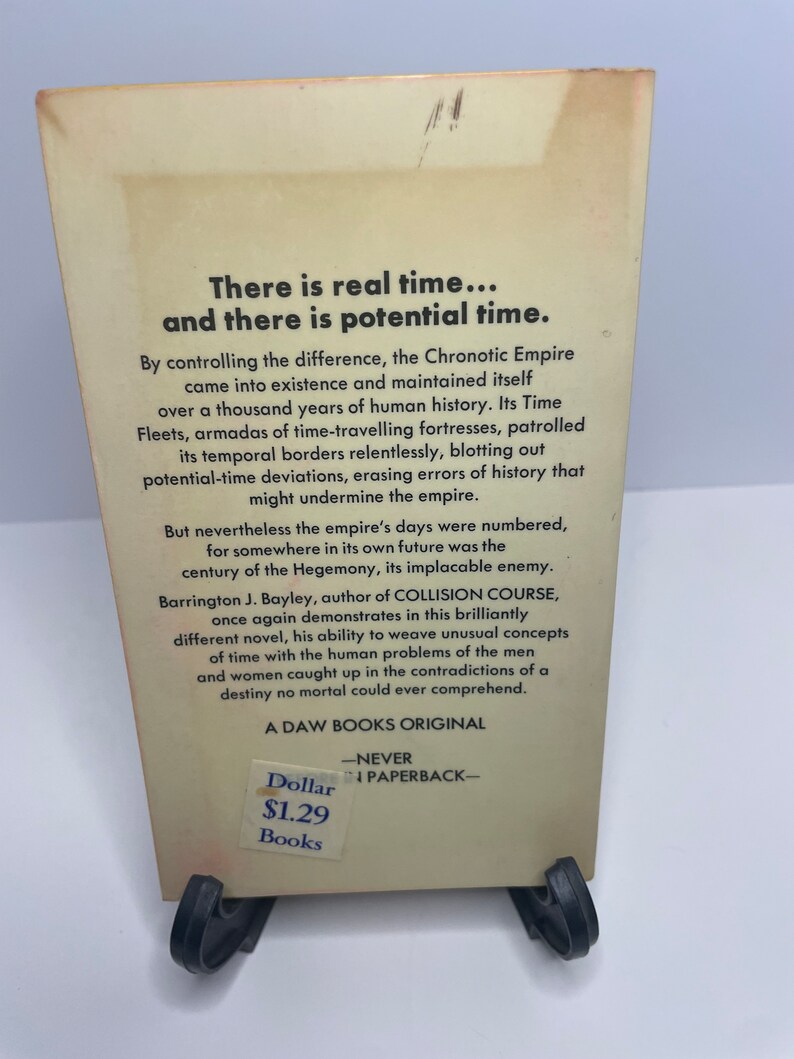 There is real time...
and there is potential time.
By controlling the difference, the Chronotic Empire
came into existence and maintained itself
over a thousand years of human history. Its Time
Fleets, armadas of time-travelling fortresses, patrolled
its temporal borders relentlessly, blotting out
potential-time deviations, erasing errors of history that
might undermine the empire.
But nevertheless the empire's days were numbered,
for somewhere in its own future was the
century of the Hegemony, its implacable enemy.
Barrington J. Bayley, author of COLLISION COURSE,
once again demonstrates in this brilliantly
different novel, his ability to weave unusual concepts
of time with the human problems of the men
and women caught up in the contradictions of a
destiny no mortal could ever comprehend.
A DAW BOOKS ORIGINAL
—NEVER
IN PAPERBACK—
Dollar
$1.29
Books